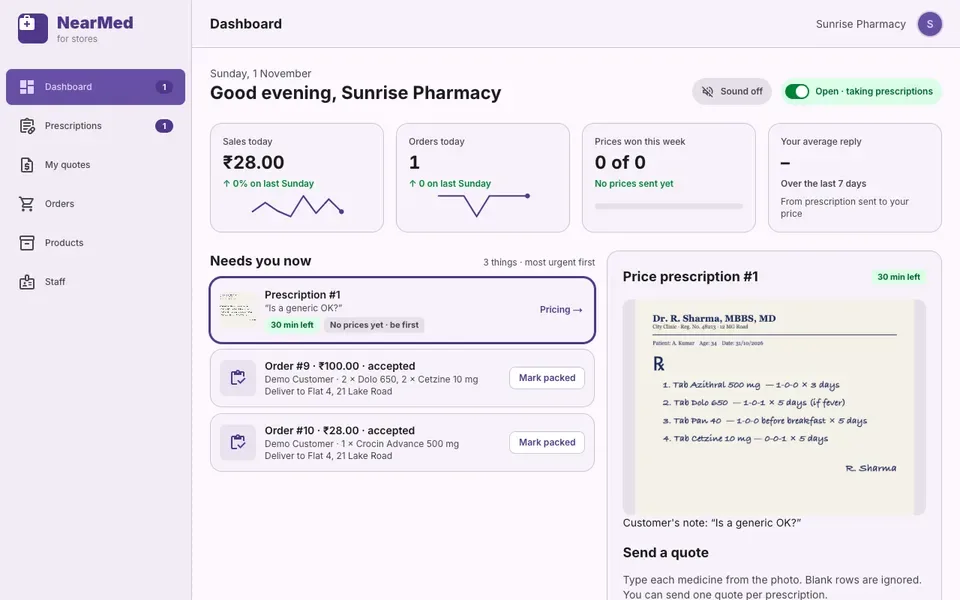 NearMed
for stores
Dashboard 1
Prescriptions 1
My quotes
Orders
Products
Staff
Dashboard
Sunrise Pharmacy S
Sunday, 1 November
Good evening, Sunrise Pharmacy
Sound off
Open · taking prescriptions
Sales today
₹28.00
↑ 0% on last Sunday
Orders today
1
↑ 0 on last Sunday
Prices won this week
0 of 0
No prices sent yet
Your average reply
–
Over the last 7 days
From prescription sent to your
price
Needs you now
3 things · most urgent first
Prescription #1
“Is a generic OK?”
30 min left No prices yet · be first
Pricing →
Order #9 · ₹100.00 · accepted
Demo Customer · 2 × Dolo 650, 2 × Cetzine 10 mg
Deliver to Flat 4, 21 Lake Road
Mark packed
Order #10 · ₹28.00 · accepted
Demo Customer · 1 × Crocin Advance 500 mg
Deliver to Flat 4, 21 Lake Road
Mark packed
Price prescription #1
30 min left
Dr. R. Sharma, MBBS, MD
City Clinic · Reg. No. 48213 · 12 MG Road
Patient: A. Kumar Age: 34 Date: 31/10/2026
℞
1. Tab Azithral 500 mg — 1-0-0 × 3 days
2. Tab Dolo 650 — 1-0-1 × 5 days (if fever)
3. Tab Pan 40 — 1-0-0 before breakfast × 5 days
4. Tab Cetzine 10 mg — 0-0-1 × 5 days
R. Sharma
Customer's note: “Is a generic OK?”
Send a quote
Type each medicine from the photo. Blank rows are ignored.
You can send one quote per prescription.